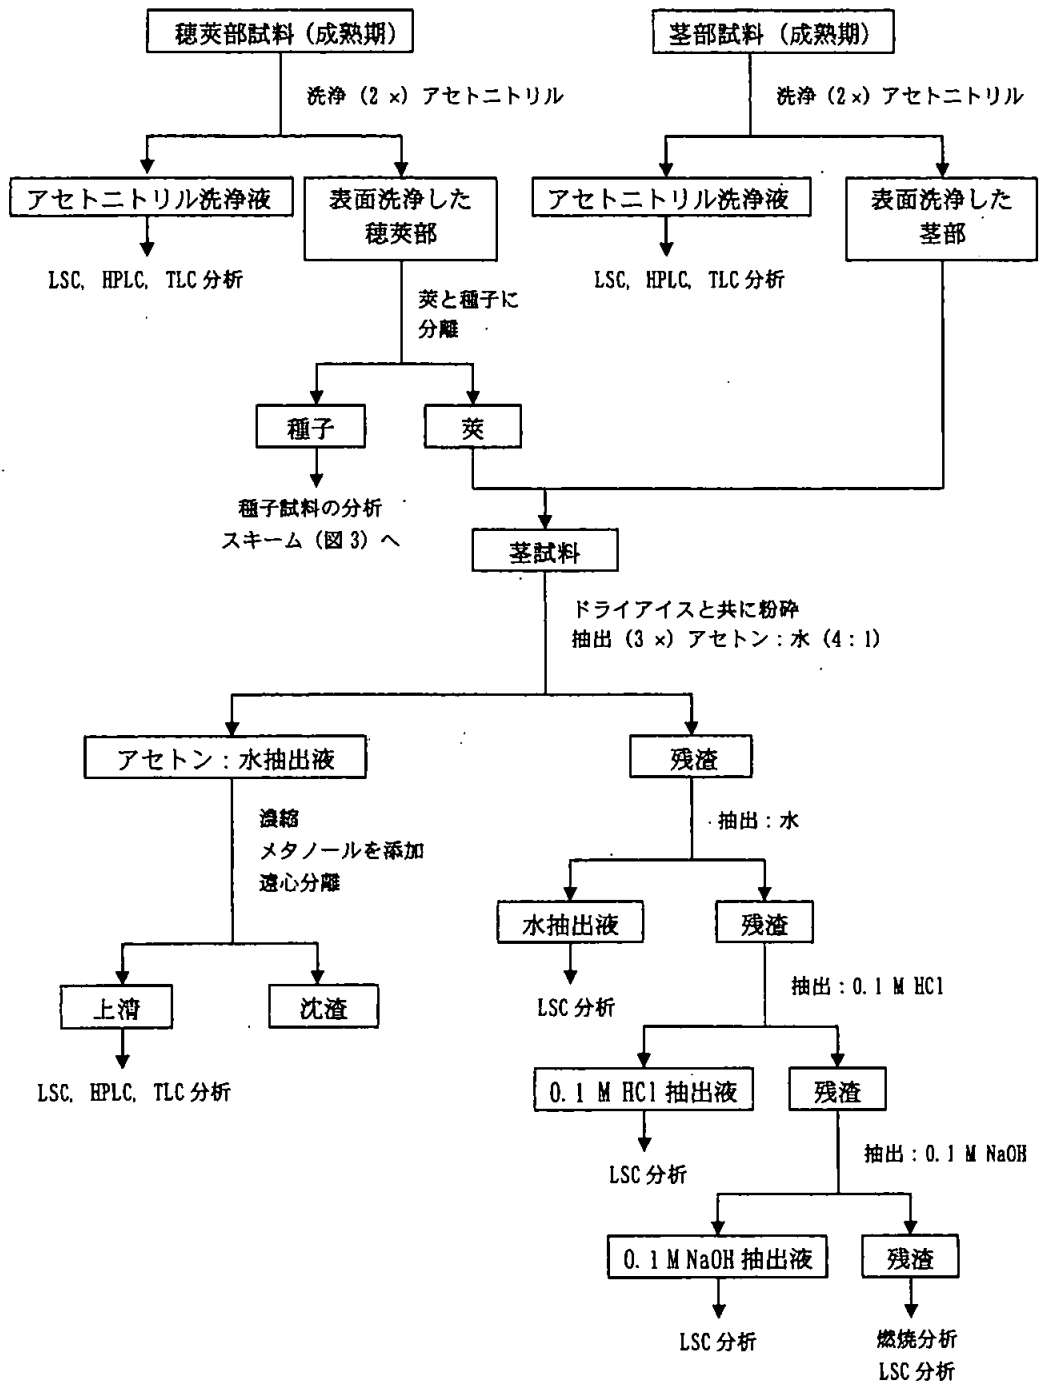 穂莢部試料（成熟期）
茎部試料（成熟期）
洗浄（2 ×）アセトニトリル
洗浄（2 ×）アセトニトリル
アセトニトリル洗浄液
表面洗浄した
穂莢部
アセトニトリル洗浄液
表面洗浄した
茎部
LSC, HPLC, TLC 分析
LSC, HPLC, TLC 分析
莢と種子に
分離
種子
莢
種子試料の分析
スキーム（図 3）へ
茎試料
ドライアイスと共に粉砕
抽出（3 ×）アセトン：水（4：1）
アセトン：水抽出液
残渣
濃縮
メタノールを添加
遠心分離
抽出：水
水抽出液
残渣
上清
沈渣
LSC 分析
抽出：0.1 M HCl
LSC, HPLC, TLC 分析
0.1 M HCl 抽出液
残渣
LSC 分析
抽出：0.1 M NaOH
0.1 M NaOH 抽出液
残渣
LSC 分析
燃焼分析
LSC 分析